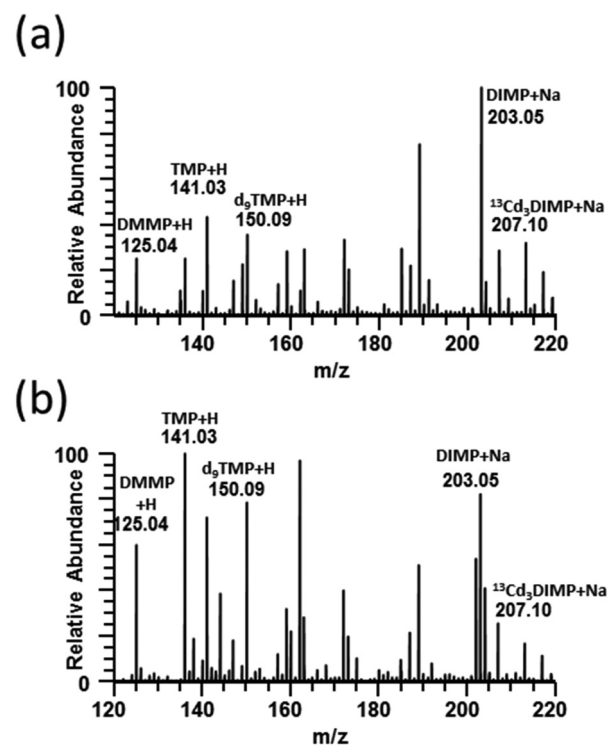 (a)
100
Relative Abundance
0
DIMP+Na
203.05
TMP+H
141.03
d₉TMP+H
150.09
DMMP+H
125.04
¹³Cd₃DIMP+Na
207.10
140 160 180 200 220
m/z
(b)
100
Relative Abundance
0
TMP+H
141.03
DMMP
+H
125.04
d₉TMP+H
150.09
DIMP+Na
203.05
¹³Cd₃DIMP+Na
207.10
120 140 160 180 200 220
m/z